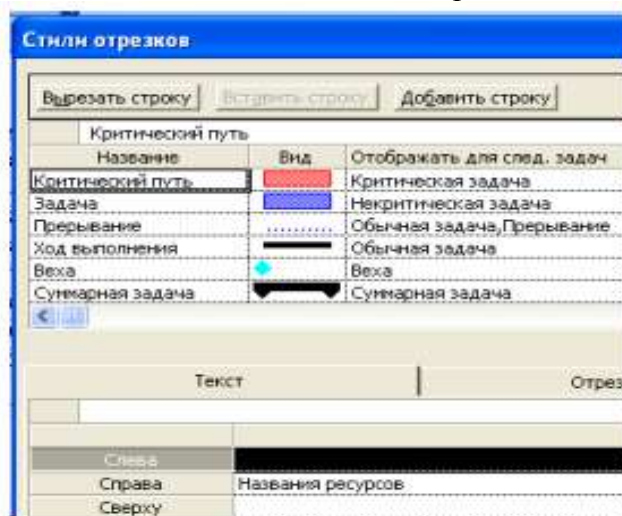 Стили отрезков
Вырезать строку Вставить строку Добавить строку
Критический путь
Название Вид Отображать для след. задач
Критический путь Критическая задача
Задача Некритическая задача
Прерывание Обычная задача,Прерывание
Ход выполнения Обычная задача
Веха Веха
Суммарная задача Суммарная задача
Текст Отрез
Слева
Справа Названия ресурсов
Сверху